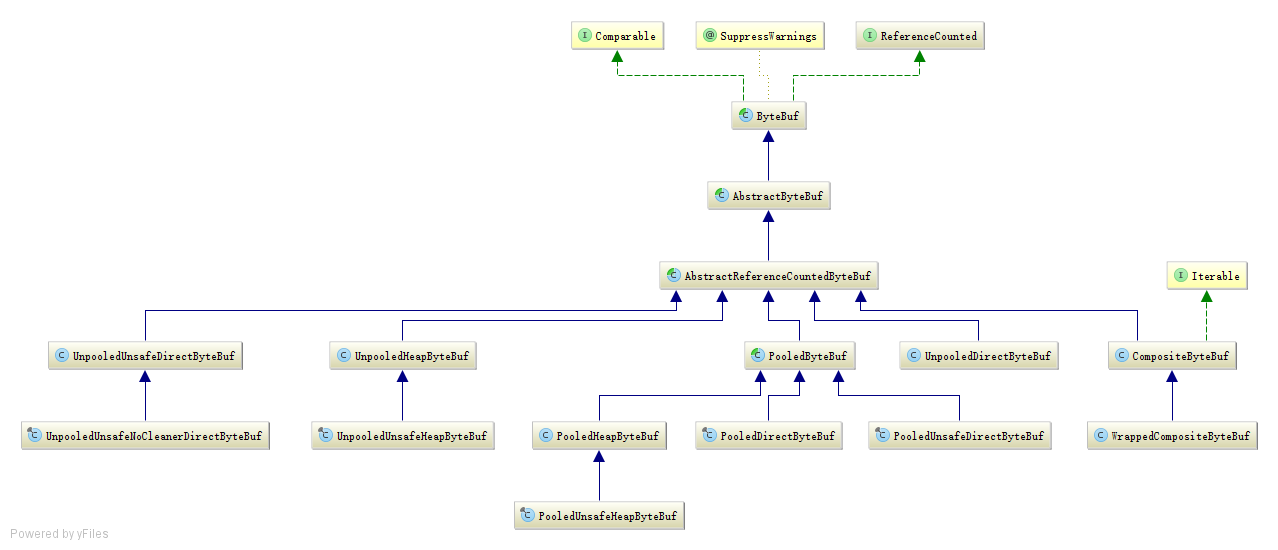 Comparable
@ SuppressWarnings
ReferenceCounted
ByteBuf
AbstractByteBuf
AbstractReferenceCountedByteBuf
Iterable
UnpooledUnsafeDirectByteBuf
UnpooledHeapByteBuf
PooledByteBuf
UnpooledDirectByteBuf
CompositeByteBuf
UnpooledUnsafeNoCleanerDirectByteBuf
UnpooledUnsafeHeapByteBuf
PooledHeapByteBuf
PooledDirectByteBuf
PooledUnsafeDirectByteBuf
WrappedCompositeByteBuf
PooledUnsafeHeapByteBuf
Powered by yFiles